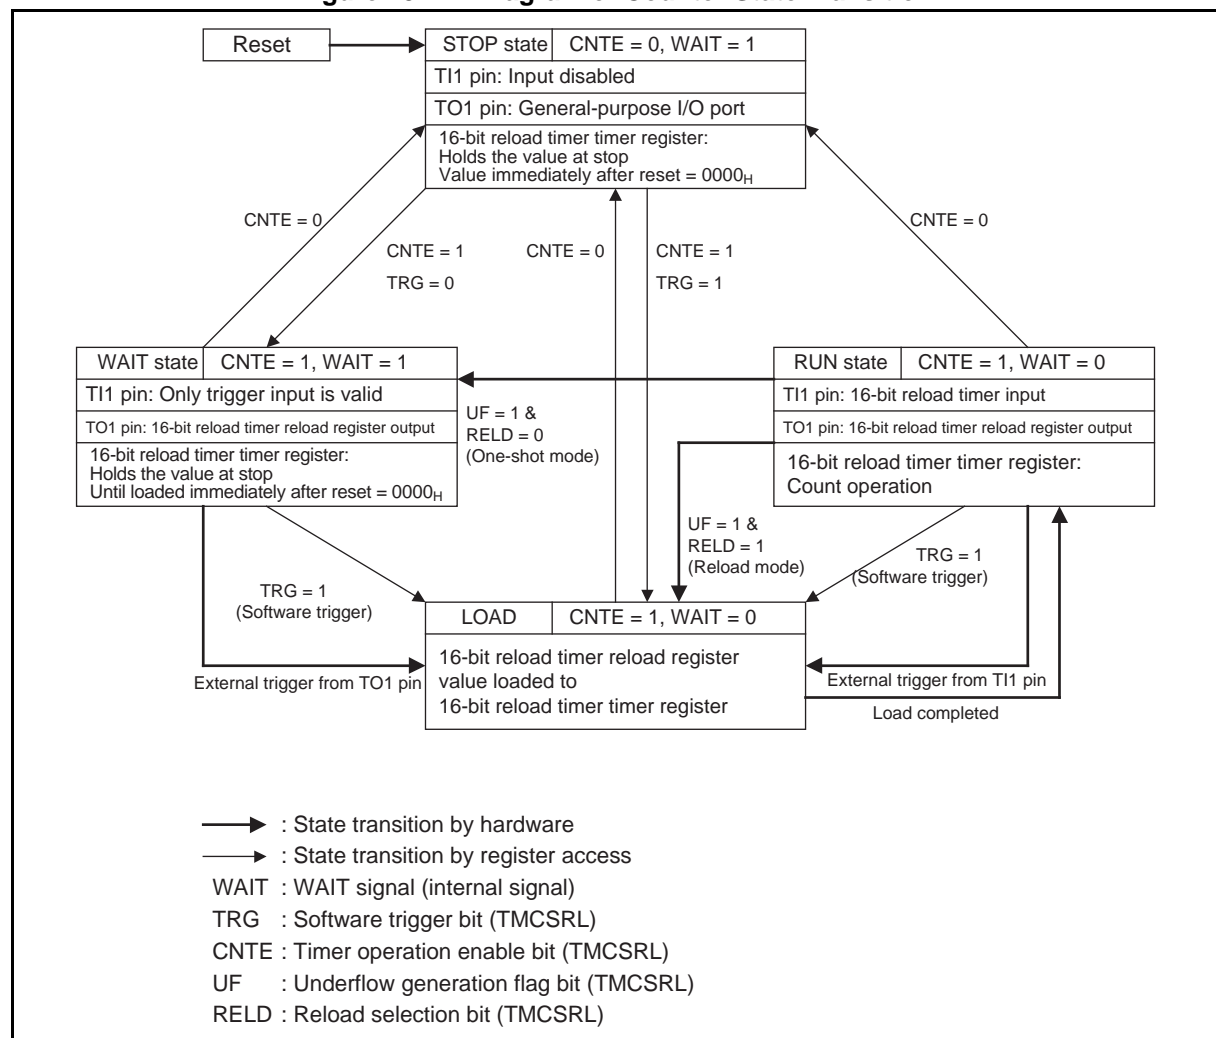 Reset
STOP state
CNTE = 0, WAIT = 1
TI1 pin: Input disabled
TO1 pin: General-purpose I/O port
16-bit reload timer timer register:
Holds the value at stop
Value immediately after reset = 0000H
CNTE = 0
CNTE = 1
TRG = 0
CNTE = 0
CNTE = 1
TRG = 1
CNTE = 0
WAIT state
CNTE = 1, WAIT = 1
TI1 pin: Only trigger input is valid
TO1 pin: 16-bit reload timer reload register output
16-bit reload timer timer register:
Holds the value at stop
Until loaded immediately after reset = 0000H
UF = 1 &
RELD = 0
(One-shot mode)
RUN state
CNTE = 1, WAIT = 0
TI1 pin: 16-bit reload timer input
TO1 pin: 16-bit reload timer reload register output
16-bit reload timer timer register:
Count operation
UF = 1 &
RELD = 1
(Reload mode)
TRG = 1
(Software trigger)
TRG = 1
(Software trigger)
LOAD
CNTE = 1, WAIT = 0
16-bit reload timer reload register
value loaded to
16-bit reload timer timer register
External trigger from TO1 pin
External trigger from TI1 pin
Load completed
: State transition by hardware
: State transition by register access
WAIT : WAIT signal (internal signal)
TRG : Software trigger bit (TMCSRL)
CNTE : Timer operation enable bit (TMCSRL)
UF : Underflow generation flag bit (TMCSRL)
RELD : Reload selection bit (TMCSRL)